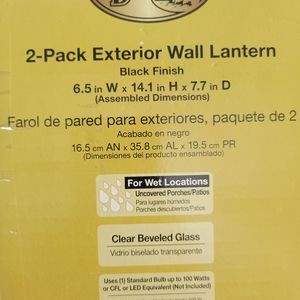 2-Pack Exterior Wall Lantern
Black Finish
6.5 in W x 14.1 in H x 7.7 in D
(Assembled Dimensions)
Farol de pared para exteriores, paquete de 2
Acabado en negro
16.5 cm AN x 35.8 cm AL x 19.5 cm PR
(Dimensiones del producto ensamblado)
For Wet Locations
Uncovered Porches/Patios
Para lugares húmedos
Porches descubiertos/Patios
Clear Beveled Glass
Vidrio biselado transparente
Uses (1) Standard Bulb up to 100 Watts
or CFL or LED Equivalent (Not Included)